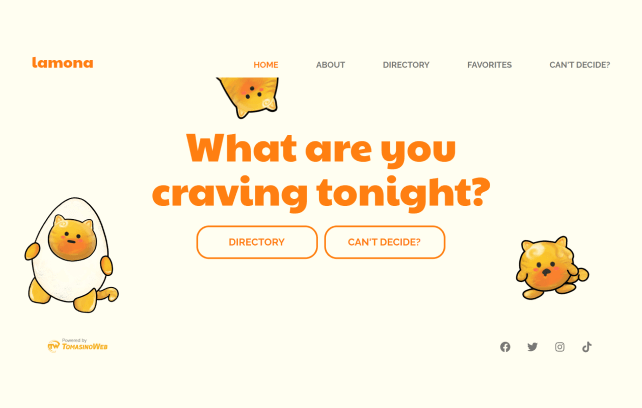 lamona
HOME ABOUT DIRECTORY FAVORITES CAN'T DECIDE?
What are you
craving tonight?
DIRECTORY CAN'T DECIDE?
Powered by
TOMASINOWEB